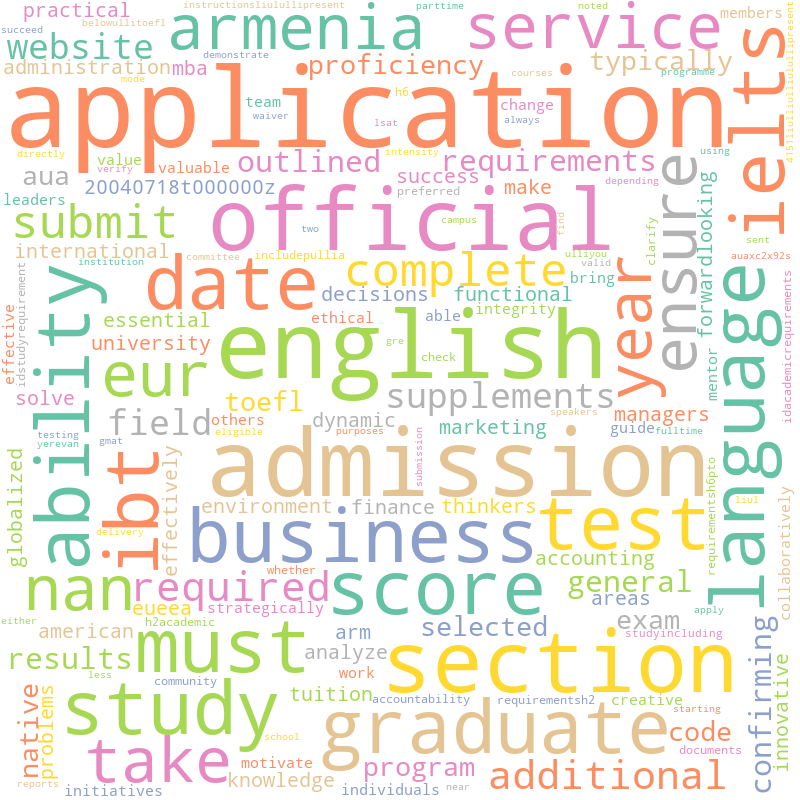 instructionsliululliulullipresent
parttime
noted
practical
belowullitoefl
armenia
service
members
succeed
demonstrate
website
administration
mba
proficiency
typically
ielts
mode
application
courses
programme
team
h6
change
waiver
lsat
always
directly
value
verify
valuable
intensity
using
outlined
requirements
aua
20040718t000000z
success
make
preferred
depending
leaders
submit
official
two
campus
find
ensure
forwardlooking
clarify
sent
international
committee
includepullia
ulliyou
auaxc2x92s
institution
date
complete
valid
bring
year
decisions
functional
mentor
language
effective
idstudyrequirement
ability
essential
ethical
able
integrity
idacademicrequirements
university
english
gre
check
solve
eur
supplements
toefl
field
others
dynamic
marketing
speakers
managers
eligible
purposes
guide
fulltime
testing
yerevan
gmat
ibt
admission
submission
globalized
effectively
environment
finance
thinkers
test
requirementsh6pto
liul
delivery
business
accounting
collaboratively
nan
required
whether
score
general
eueea
strategically
areas
apply
either
h2academic
american
must
arm
selected
exam
studyincluding
results
analyze
section
less
work
confirming
community
tuition
accountability
requirementsh2
creative
innovative
native
problems
study
graduate
starting
code
school
take
motivate
program
documents
reports
knowledge
near
additional
initiatives
individuals